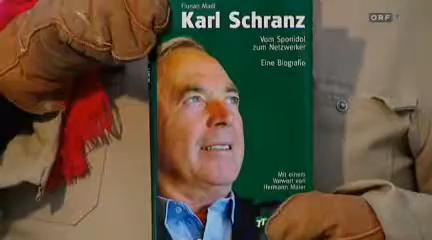 ORF
Florian Madl
Karl Schranz
Vom Sportidol
zum Netzwerker
Eine Biografie
Mit einem
Vorwort von
Hermann Maier